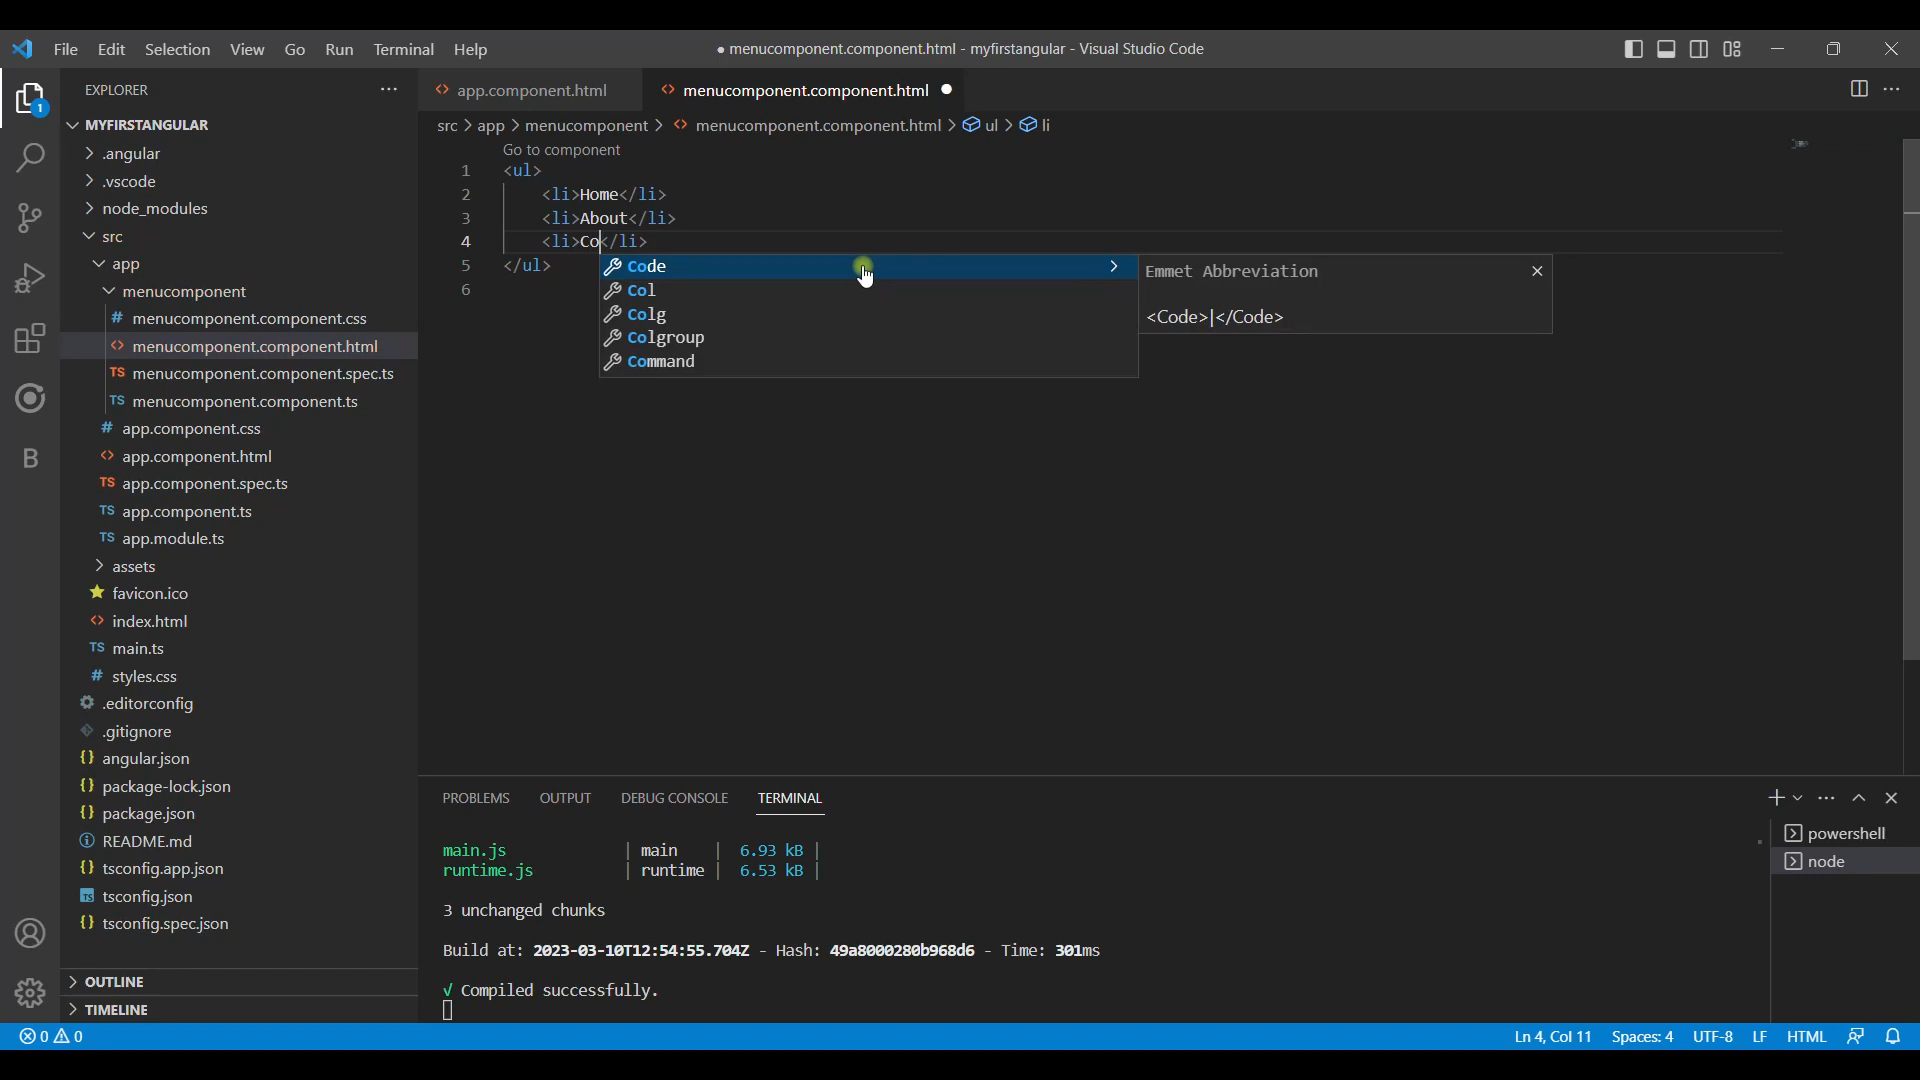 File Edit Selection View Go Run Terminal Help
● menucomponent.component.html - myfirstangular - Visual Studio Code
EXPLORER
1
MYFIRSTANGULAR
.angular
.vscode
node_modules
src
app
menucomponent
# menucomponent.component.css
<> menucomponent.component.html
TS menucomponent.component.spec.ts
TS menucomponent.component.ts
# app.component.css
<> app.component.html
TS app.component.spec.ts
TS app.component.ts
TS app.module.ts
assets
favicon.ico
<> index.html
TS main.ts
# styles.css
.editorconfig
.gitignore
{} angular.json
{} package-lock.json
{} package.json
README.md
{} tsconfig.app.json
TS tsconfig.json
{} tsconfig.spec.json
OUTLINE
TIMELINE
B
<> app.component.html
<> menucomponent.component.html ●
src > app > menucomponent > <> menucomponent.component.html > ul > li
Go to component
1 <ul>
2 <li>Home</li>
3 <li>About</li>
4 <li>Co</li>
5 </ul>
6
Code
Col
Colg
Colgroup
Command
Emmet Abbreviation
<Code>|</Code>
PROBLEMS OUTPUT DEBUG CONSOLE TERMINAL
main.js | main | 6.93 kB |
runtime.js | runtime | 6.53 kB |
3 unchanged chunks
Build at: 2023-03-10T12:54:55.704Z - Hash: 49a8000280b968d6 - Time: 301ms
√ Compiled successfully.
powershell
node
0 0
Ln 4, Col 11 Spaces: 4 UTF-8 LF HTML